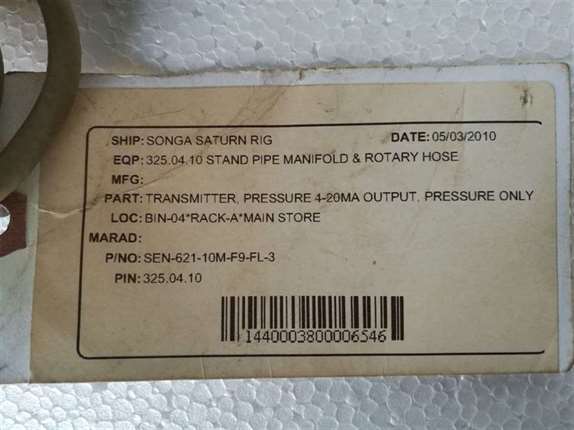 SHIP: SONGA SATURN RIG DATE: 05/03/2010
EQP: 325.04.10 STAND PIPE MANIFOLD & ROTARY HOSE
MFG:
PART: TRANSMITTER, PRESSURE 4-20MA OUTPUT, PRESSURE ONLY
LOC: BIN-04*RACK-A*MAIN STORE
MARAD:
P/NO: SEN-621-10M-F9-FL-3
PIN: 325.04.10
1440003800006546